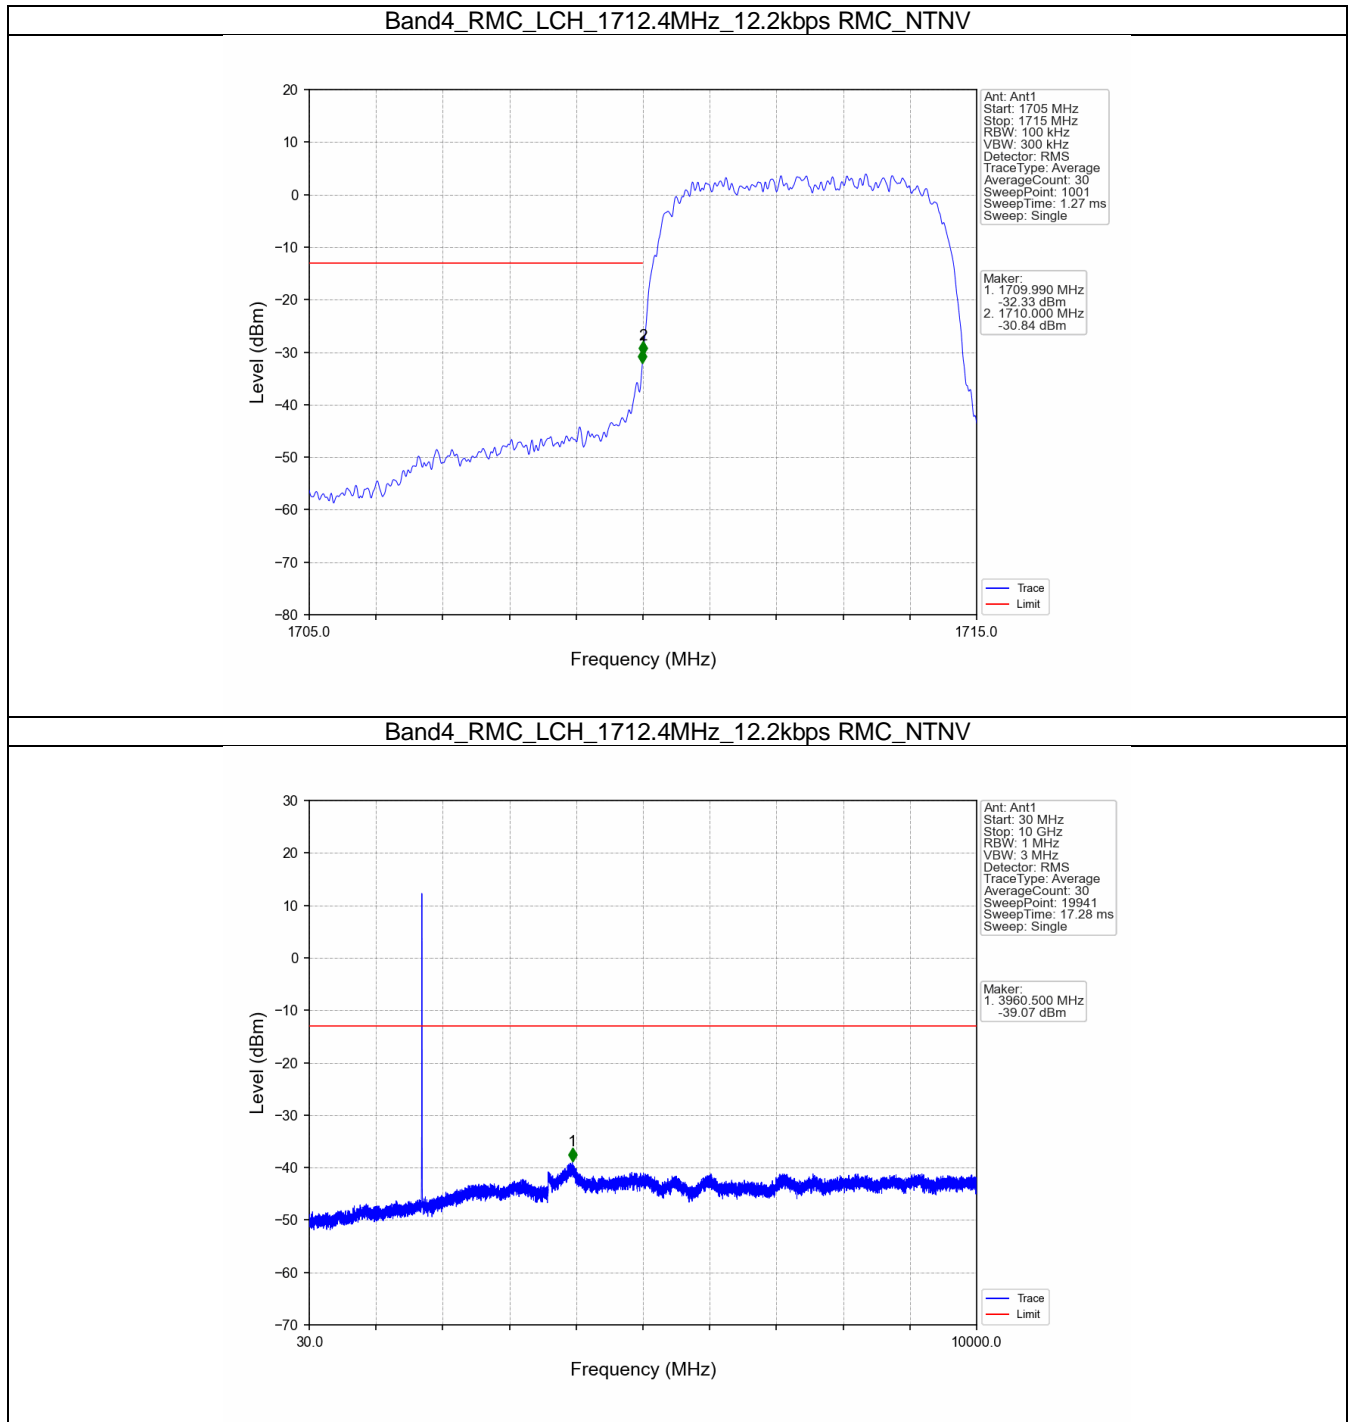 Band4_RMC_LCH_1712.4MHz_12.2kbps RMC_NTNV
20
10
0
−10
−20
−30
−40
−50
−60
−70
−80
Level (dBm)
2
1705.0
1715.0
Frequency (MHz)
Ant: Ant1
Start: 1705 MHz
Stop: 1715 MHz
RBW: 100 kHz
VBW: 300 kHz
Detector: RMS
TraceType: Average
AverageCount: 30
SweepPoint: 1001
SweepTime: 1.27 ms
Sweep: Single
Maker:
1. 1709.990 MHz
-32.33 dBm
2. 1710.000 MHz
-30.84 dBm
Trace
Limit
Band4_RMC_LCH_1712.4MHz_12.2kbps RMC_NTNV
30
20
10
0
−10
−20
−30
−40
−50
−60
−70
Level (dBm)
1
30.0
10000.0
Frequency (MHz)
Ant: Ant1
Start: 30 MHz
Stop: 10 GHz
RBW: 1 MHz
VBW: 3 MHz
Detector: RMS
TraceType: Average
AverageCount: 30
SweepPoint: 19941
SweepTime: 17.28 ms
Sweep: Single
Maker:
1. 3960.500 MHz
-39.07 dBm
Trace
Limit